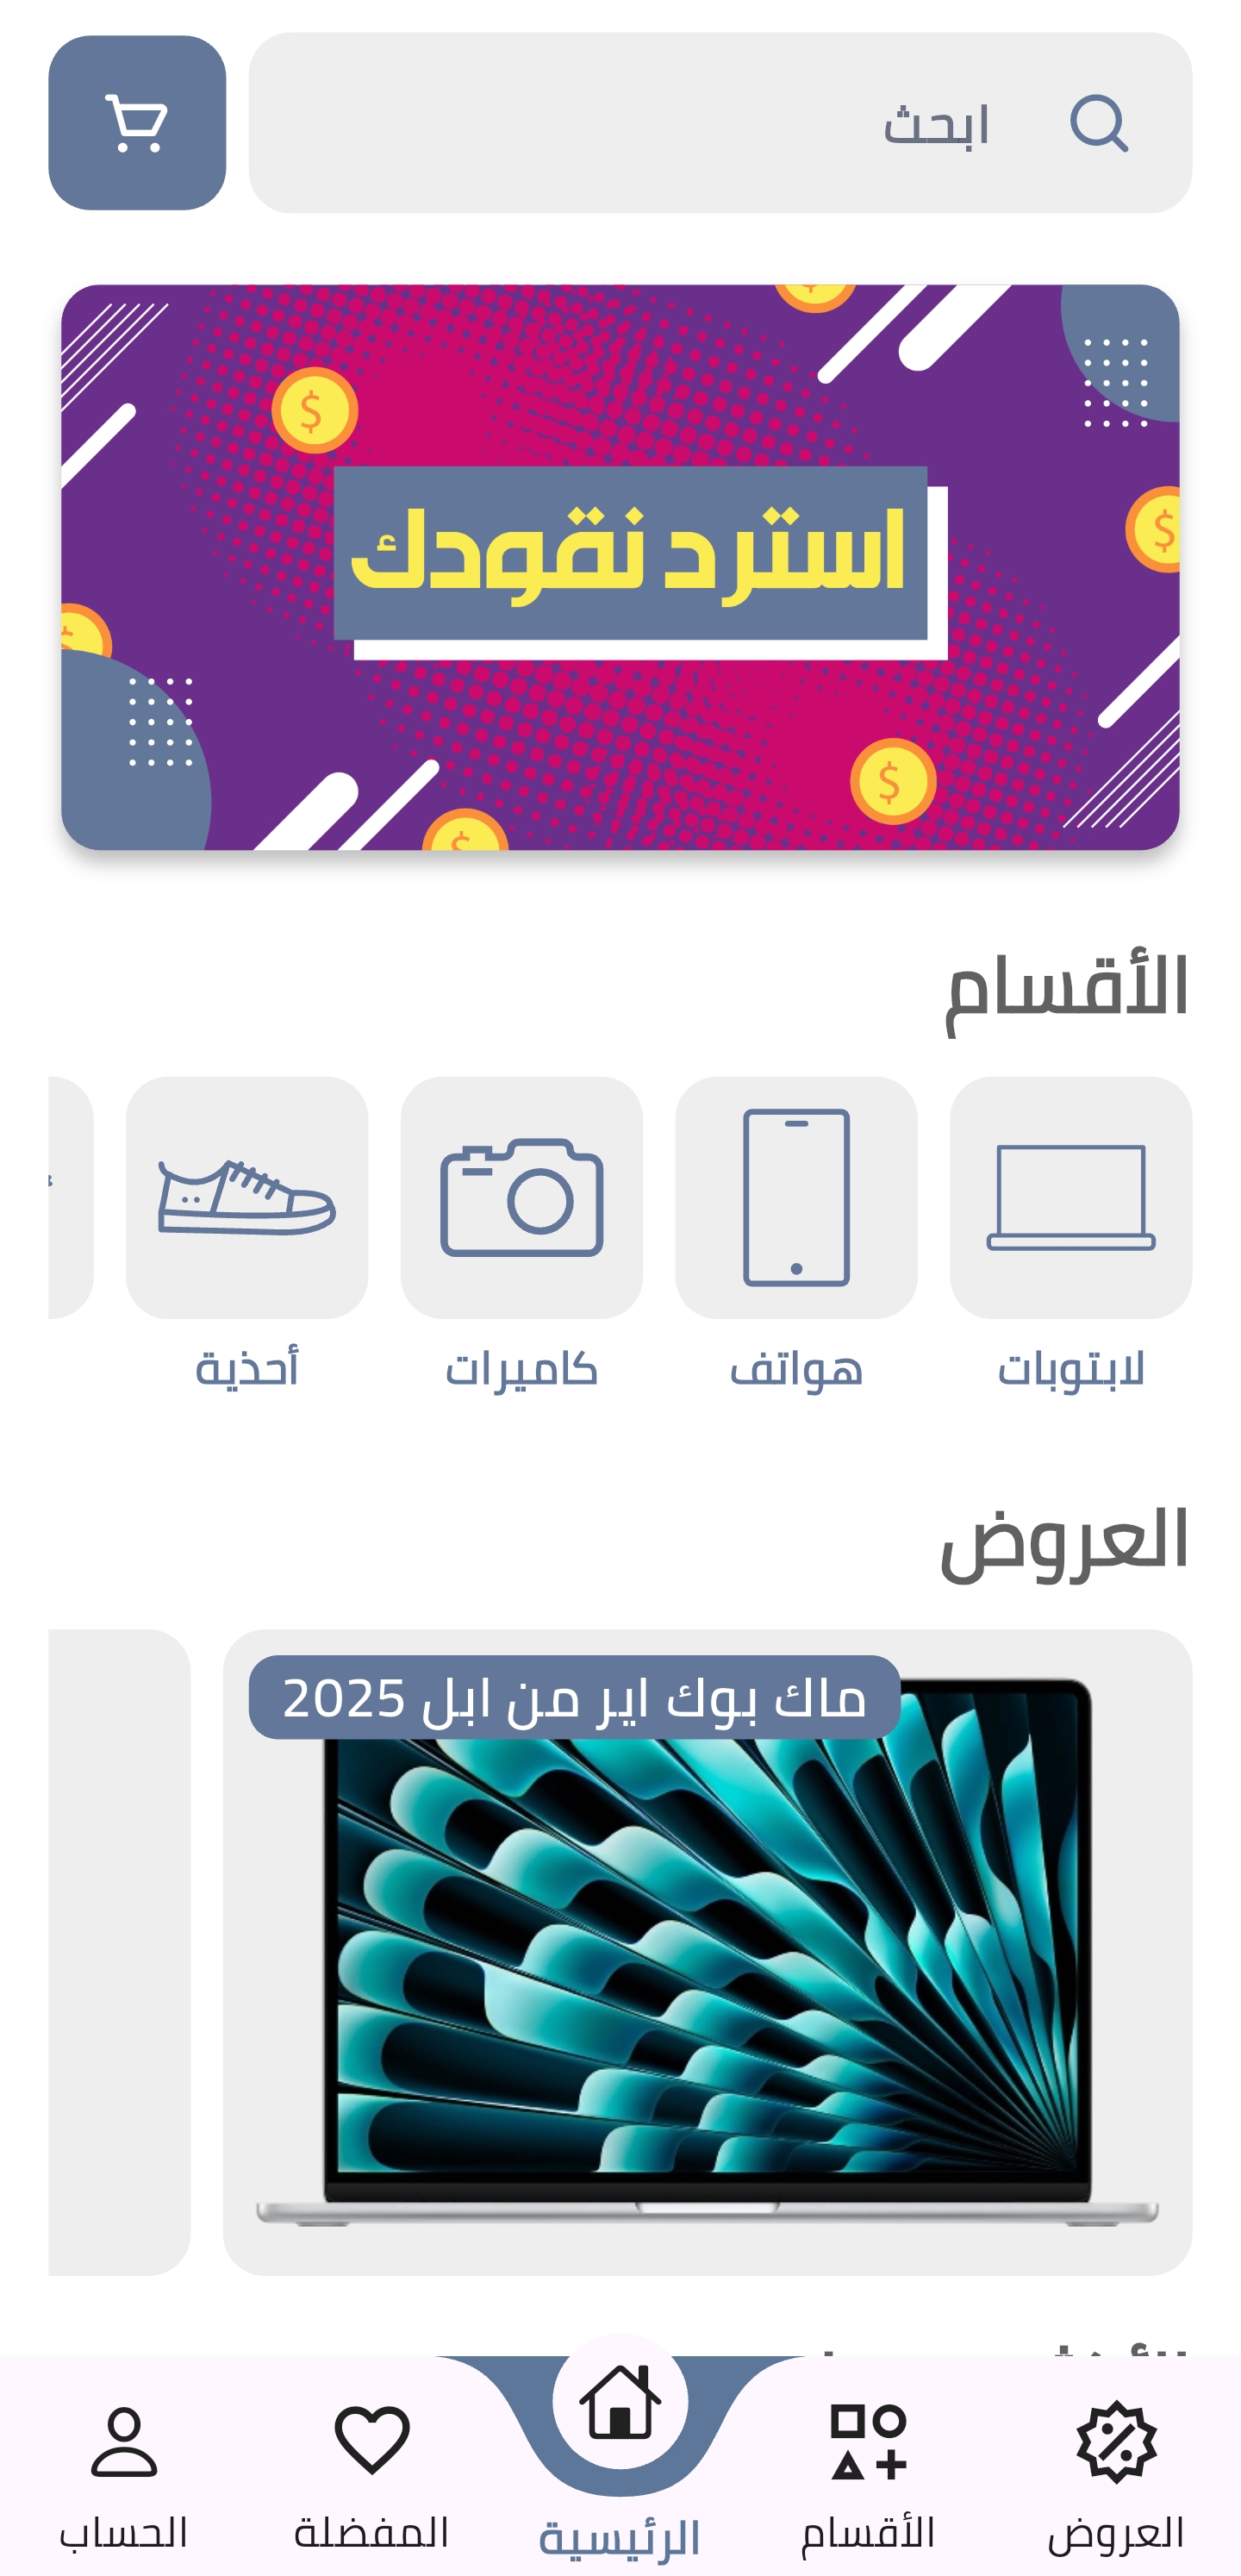 ابحث
استرد نقودك
الأقسام
لابتوبات
هواتف
كاميرات
أحذية
العروض
ماك بوك اير من ابل 2025
العروض
الأقسام
الرئيسية
المفضلة
الحساب